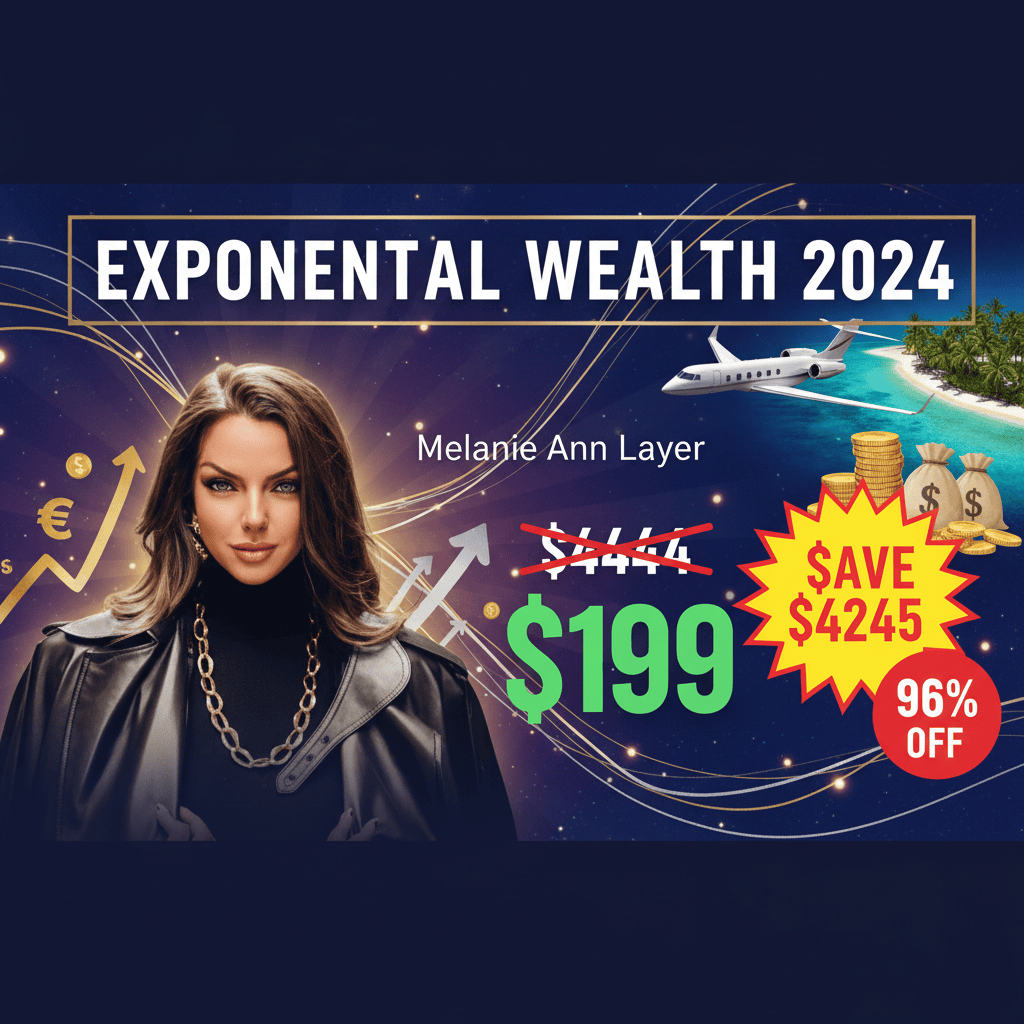 EXPONENTAL WEALTH 2024
Melanie Ann Layer
$4444
$199
$AVE
$4245
96%
OFF
$
€
$
$
$
$